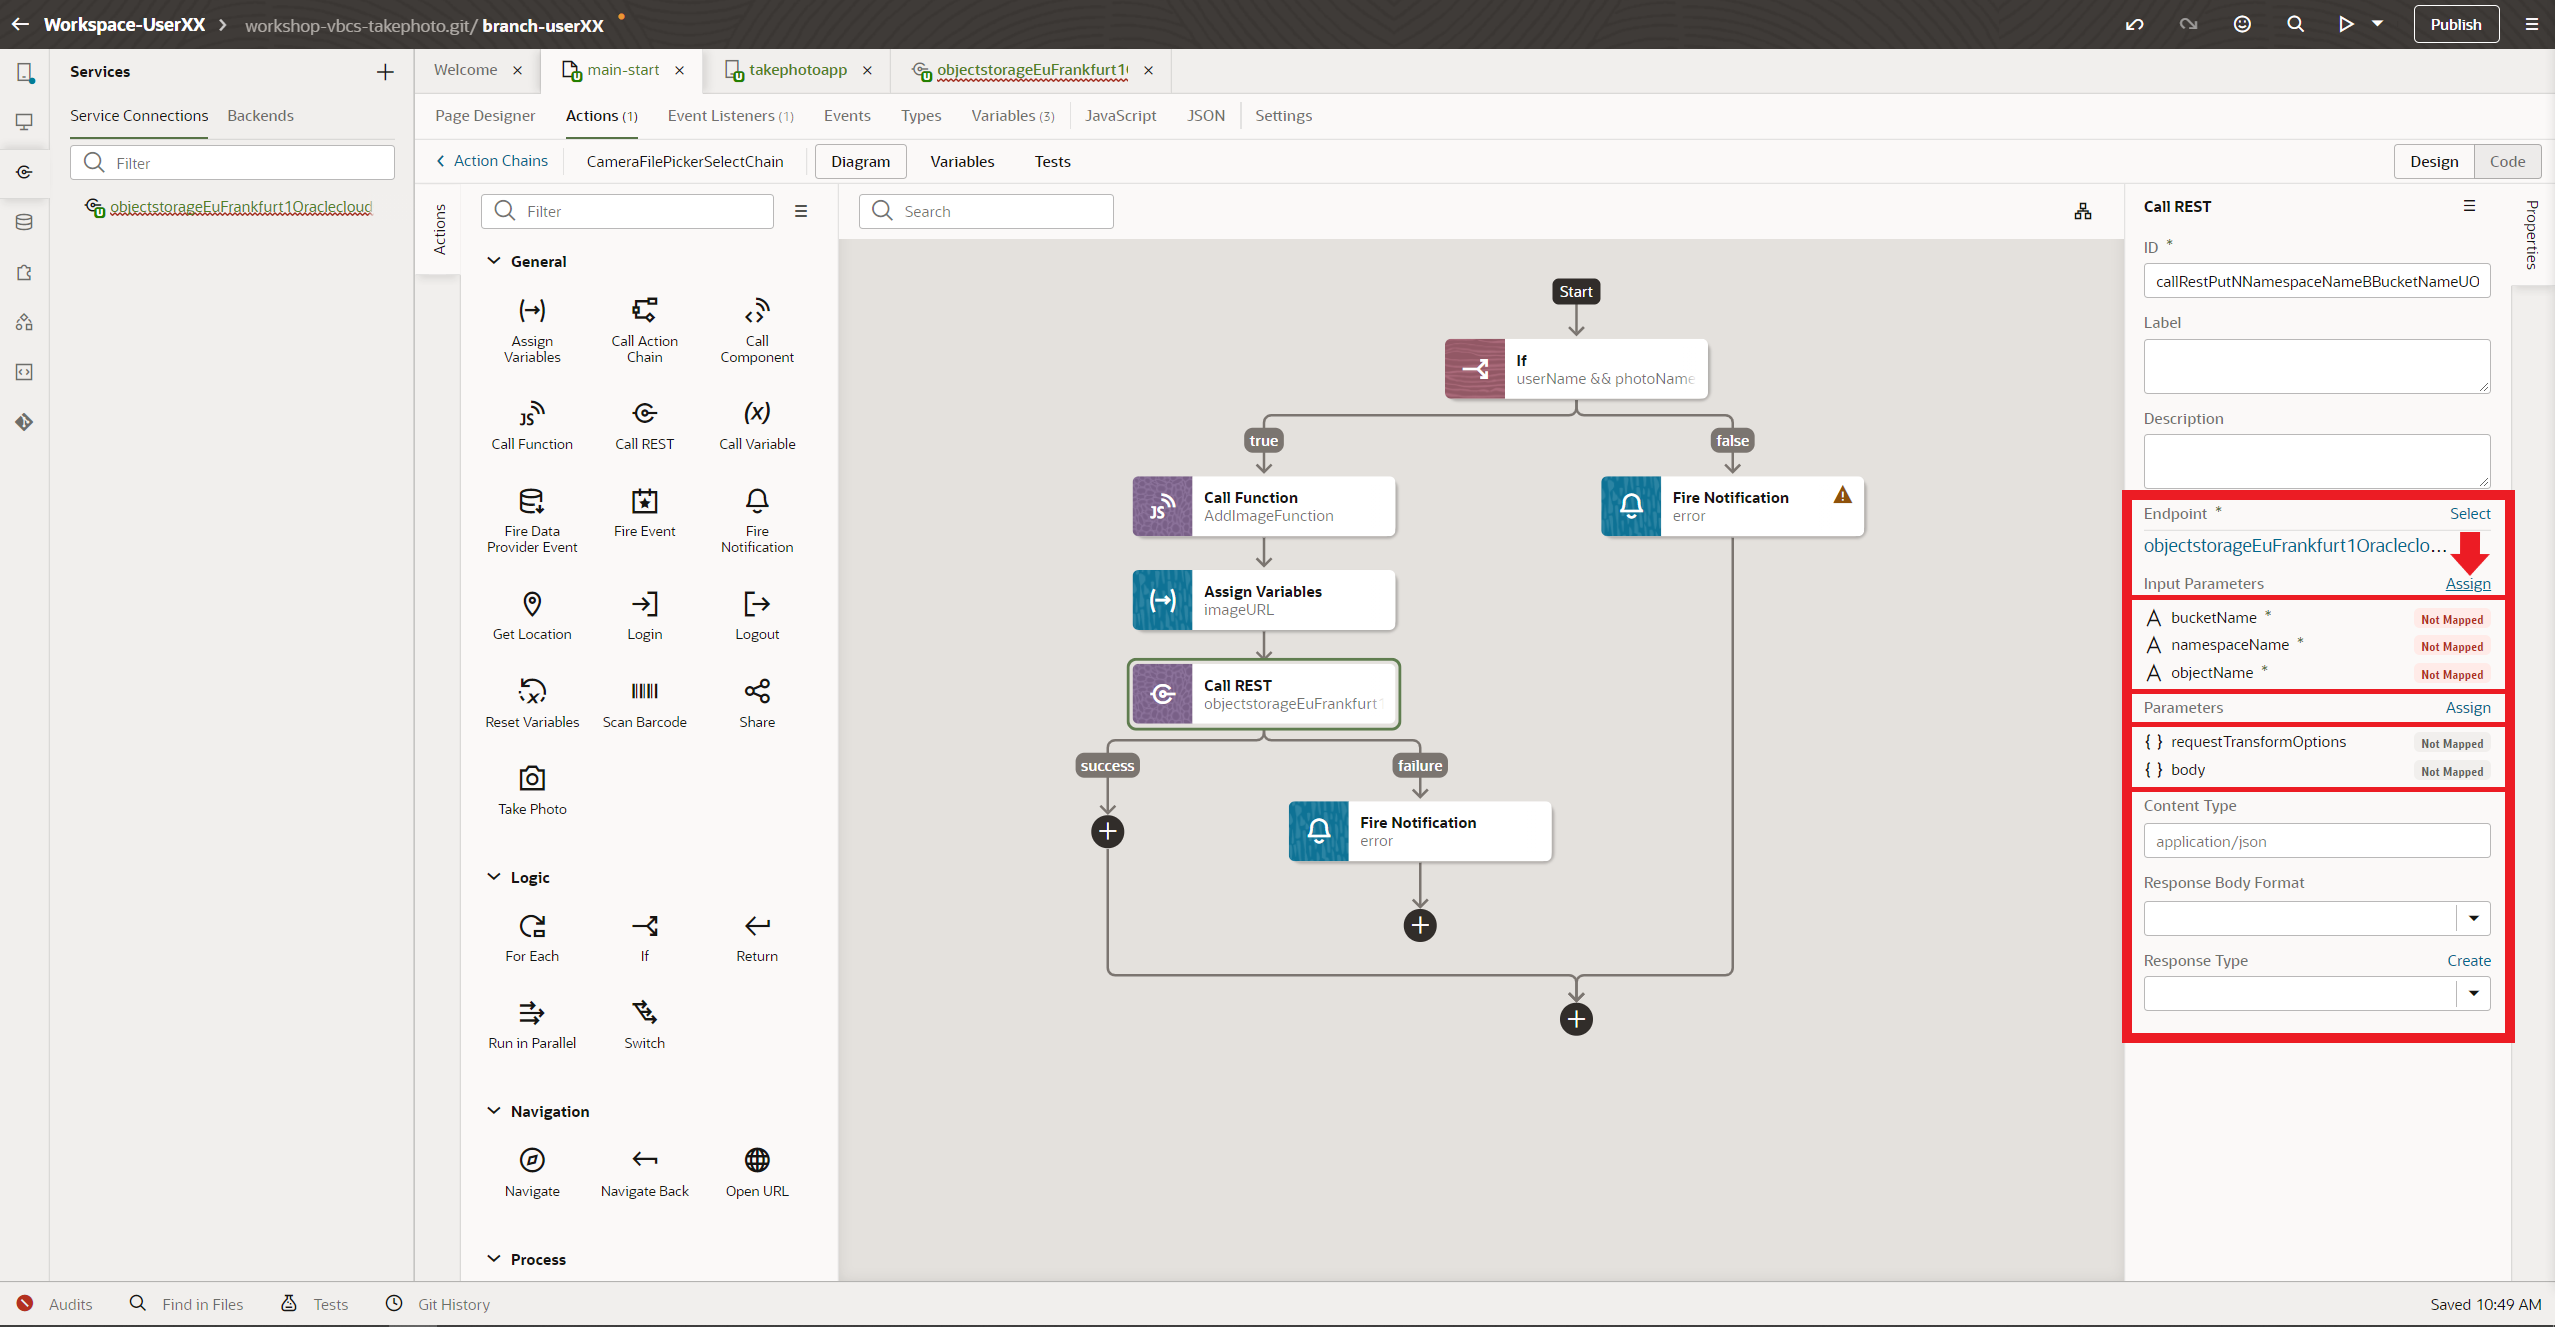 Workspace-UserXX
workshop-vbcs-takephoto.git/ branch-userXX
Publish
Services
Service Connections
Backends
Filter
objectstorageEuFrankfurt1Oraclecloud
Welcome
main-start
takephotoapp
objectstorageEuFrankfurt1
Page Designer
Actions (1)
Event Listeners (1)
Events
Types
Variables (3)
JavaScript
JSON
Settings
Action Chains
CameraFilePickerSelectChain
Diagram
Variables
Tests
Design
Code
Actions
Filter
General
Assign Variables
Call Action Chain
Call Component
Call Function
Call REST
Call Variable
Fire Data Provider Event
Fire Event
Fire Notification
Get Location
Login
Logout
Reset Variables
Scan Barcode
Share
Take Photo
Logic
For Each
If
Return
Run in Parallel
Switch
Navigation
Navigate
Navigate Back
Open URL
Process
Search
Start
If
userName && photoName
true
false
JS
Call Function
AddImageFunction
Fire Notification
error
Assign Variables
imageURL
Call REST
objectstorageEuFrankfurt1
success
failure
Fire Notification
error
Call REST
Properties
ID *
callRestPutNNamespaceNameBBucketNameUO
Label
Description
Endpoint *
Select
objectstorageEuFrankfurt1Oracleclo...
Input Parameters
Assign
bucketName *
Not Mapped
namespaceName *
Not Mapped
objectName *
Not Mapped
Parameters
Assign
{ } requestTransformOptions
Not Mapped
{ } body
Not Mapped
Content Type
application/json
Response Body Format
Response Type
Create
Audits
Find in Files
Tests
Git History
Saved 10:49 AM